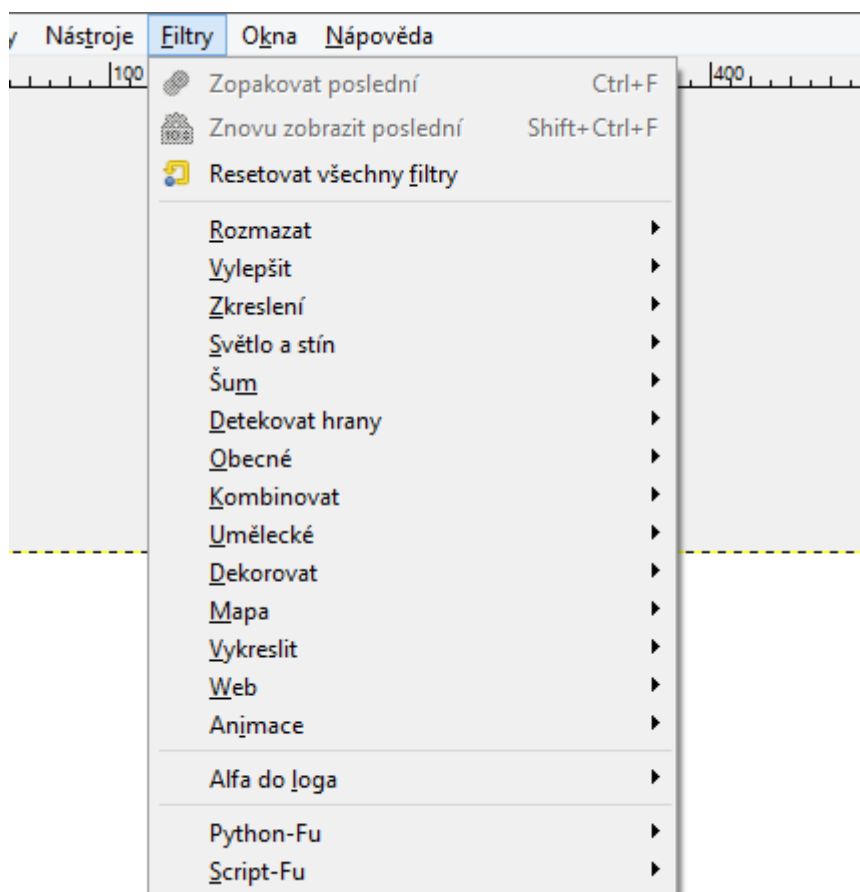 Nástroje Filtry Okna Nápověda
100 400
Zopakovat poslední Ctrl+F
Znovu zobrazit poslední Shift+Ctrl+F
Resetovat všechny filtry
Rozmazat
Vylepšit
Zkreslení
Světlo a stín
Šum
Detekovat hrany
Obecné
Kombinovat
Umělecké
Dekorovat
Mapa
Vykreslit
Web
Animace
Alfa do loga
Python-Fu
Script-Fu